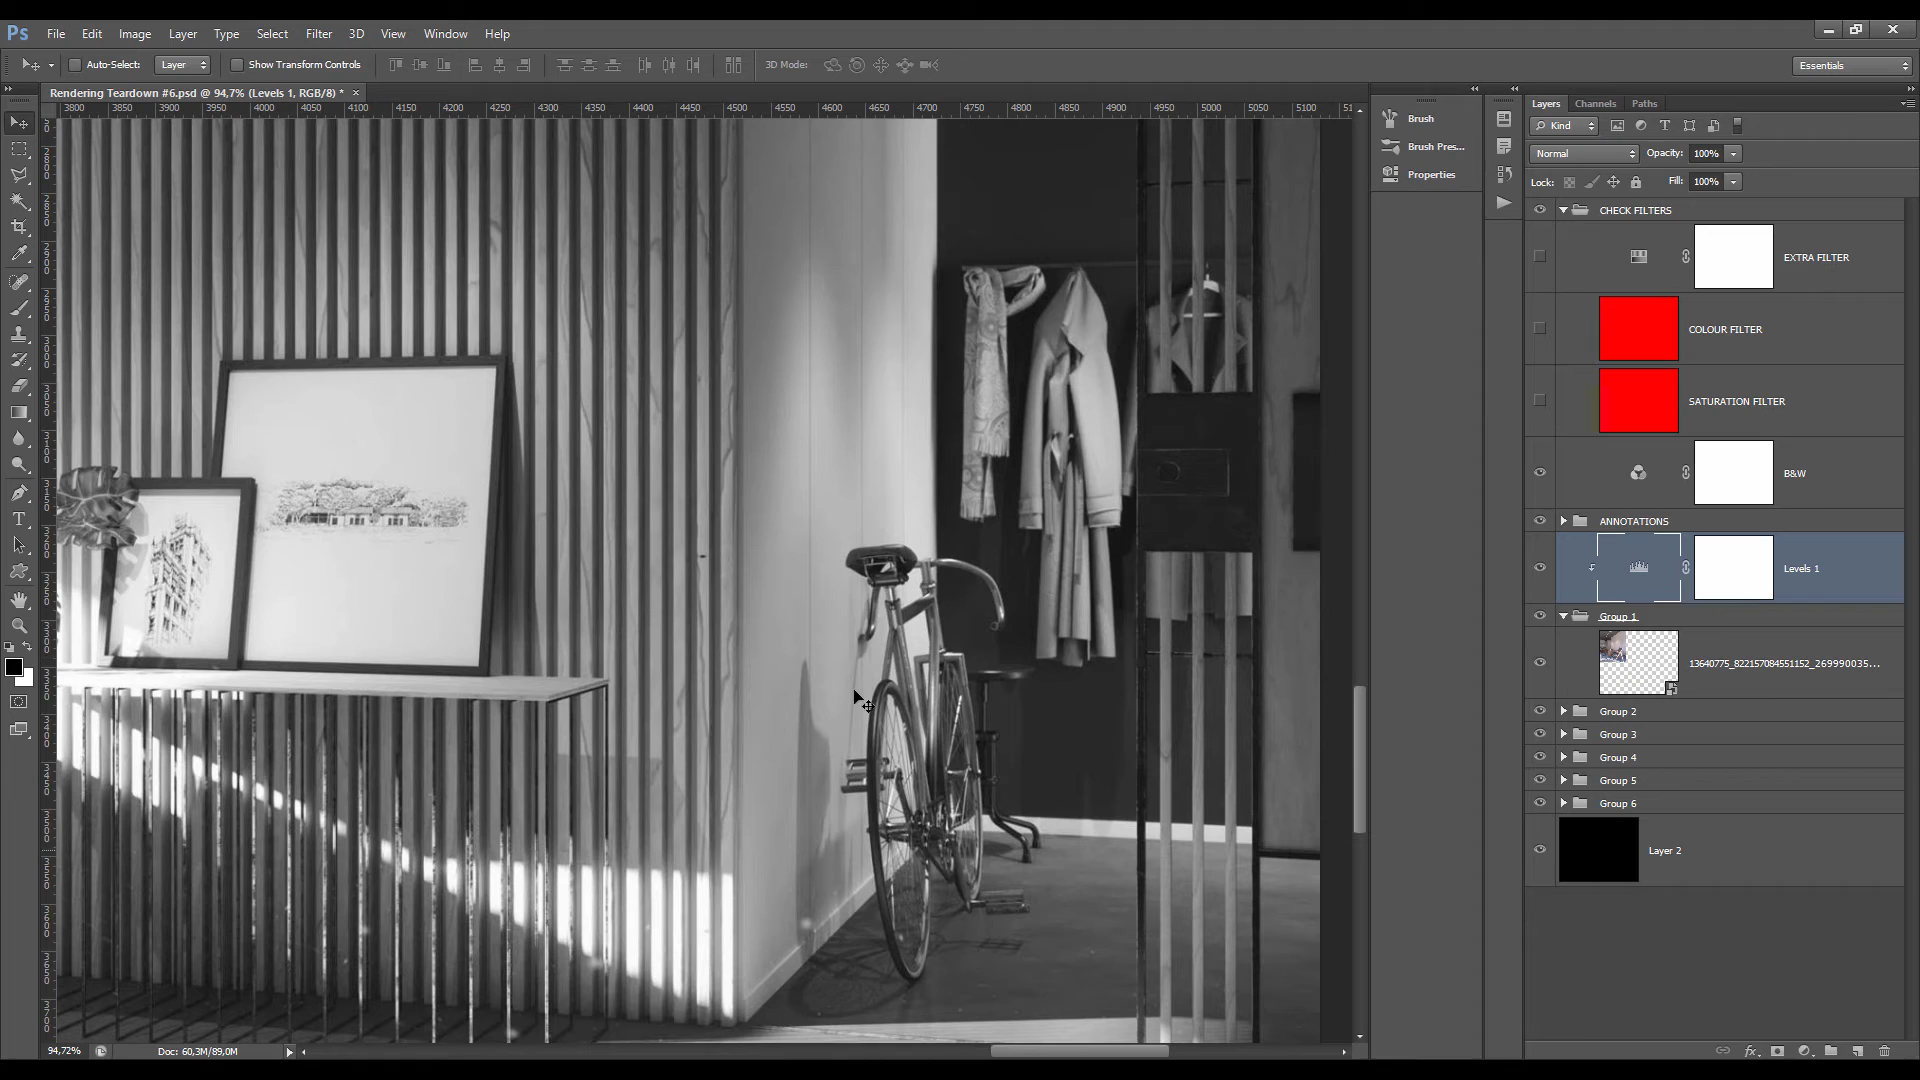 Ps File Edit Image Layer Type Select Filter 3D View Window Help
Auto-Select: Layer Show Transform Controls 3D Mode: Essentials
Rendering Teardown #6.psd @ 94,7% (Levels 1, RGB/8) * ×
3800 3850 3900 3950 4000 4050 4100 4150 4200 4250 4300 4350 4400 4450 4500 4550 4600 4650 4700 4750 4800 4850 4900 4950 5000 5050 5100
Brush
Brush Pres...
Properties
Layers Channels Paths
Kind
Normal Opacity: 100%
Lock: Fill: 100%
CHECK FILTERS
EXTRA FILTER
COLOUR FILTER
SATURATION FILTER
B&W
ANNOTATIONS
Levels 1
Group 1
13640775_822157084551152_269990035...
Group 2
Group 3
Group 4
Group 5
Group 6
Layer 2
94,72% Doc: 60,3M/89,0M